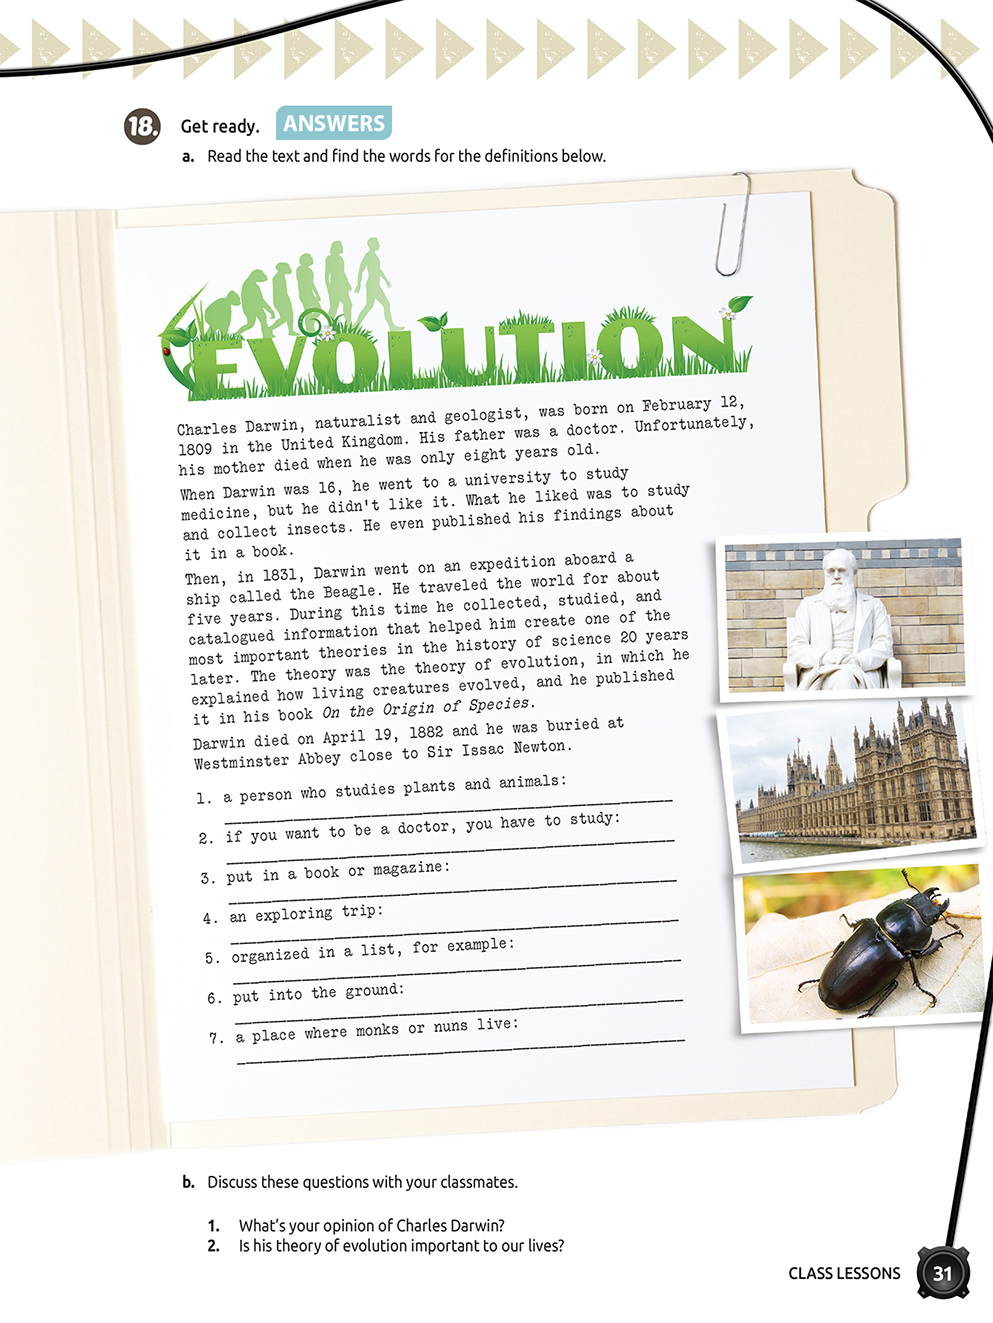 18. Get ready. ANSWERS
a. Read the text and find the words for the definitions below.
EVOLUTION
Charles Darwin, naturalist and geologist, was born on February 12,
1809 in the United Kingdom. His father was a doctor. Unfortunately,
his mother died when he was only eight years old.
When Darwin was 16, he went to a university to study
medicine, but he didn't like it. What he liked was to study
and collect insects. He even published his findings about
it in a book.
Then, in 1831, Darwin went on an expedition aboard a
ship called the Beagle. He traveled the world for about
five years. During this time he collected, studied, and
catalogued information that helped him create one of the
most important theories in the history of science 20 years
later. The theory was the theory of evolution, in which he
explained how living creatures evolved, and he published
it in his book On the Origin of Species.
Darwin died on April 19, 1882 and he was buried at
Westminster Abbey close to Sir Issac Newton.
1. a person who studies plants and animals:
2. if you want to be a doctor, you have to study:
3. put in a book or magazine:
4. an exploring trip:
5. organized in a list, for example:
6. put into the ground:
7. a place where monks or nuns live:
b. Discuss these questions with your classmates.
1. What's your opinion of Charles Darwin?
2. Is his theory of evolution important to our lives?
CLASS LESSONS 31